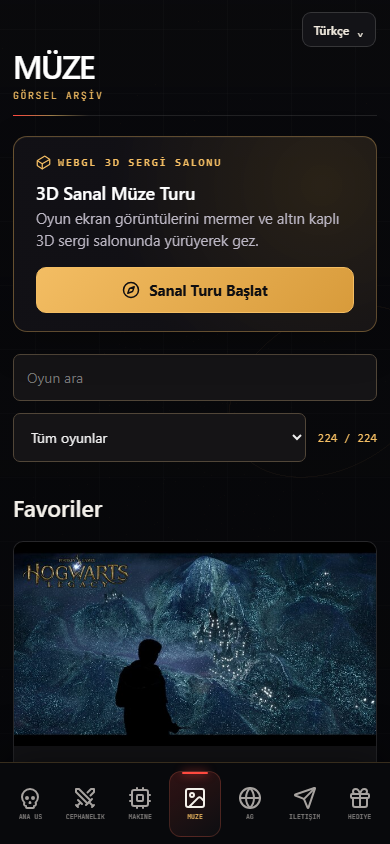 Türkçe
MÜZE
GÖRSEL ARŞİV
WEBGL 3D SERGİ SALONU
3D Sanal Müze Turu
Oyun ekran görüntülerini mermer ve altın kaplı
3D sergi salonunda yürüyerek gez.
Sanal Turu Başlat
Oyun ara
Tüm oyunlar
224 / 224
Favoriler
HOGWARTS
LEGACY
ANA US
CEPHANELIK
MAKINE
MUZE
AG
ILETIŞIM
HEDIYE